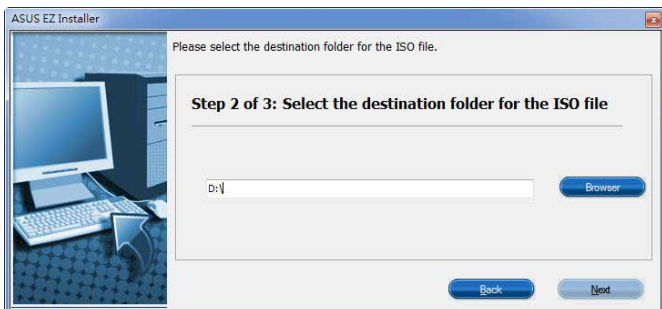 ASUS EZ Installer
Please select the destination folder for the ISO file.
Step 2 of 3: Select the destination folder for the ISO file
D:\
Browser
Back
Next